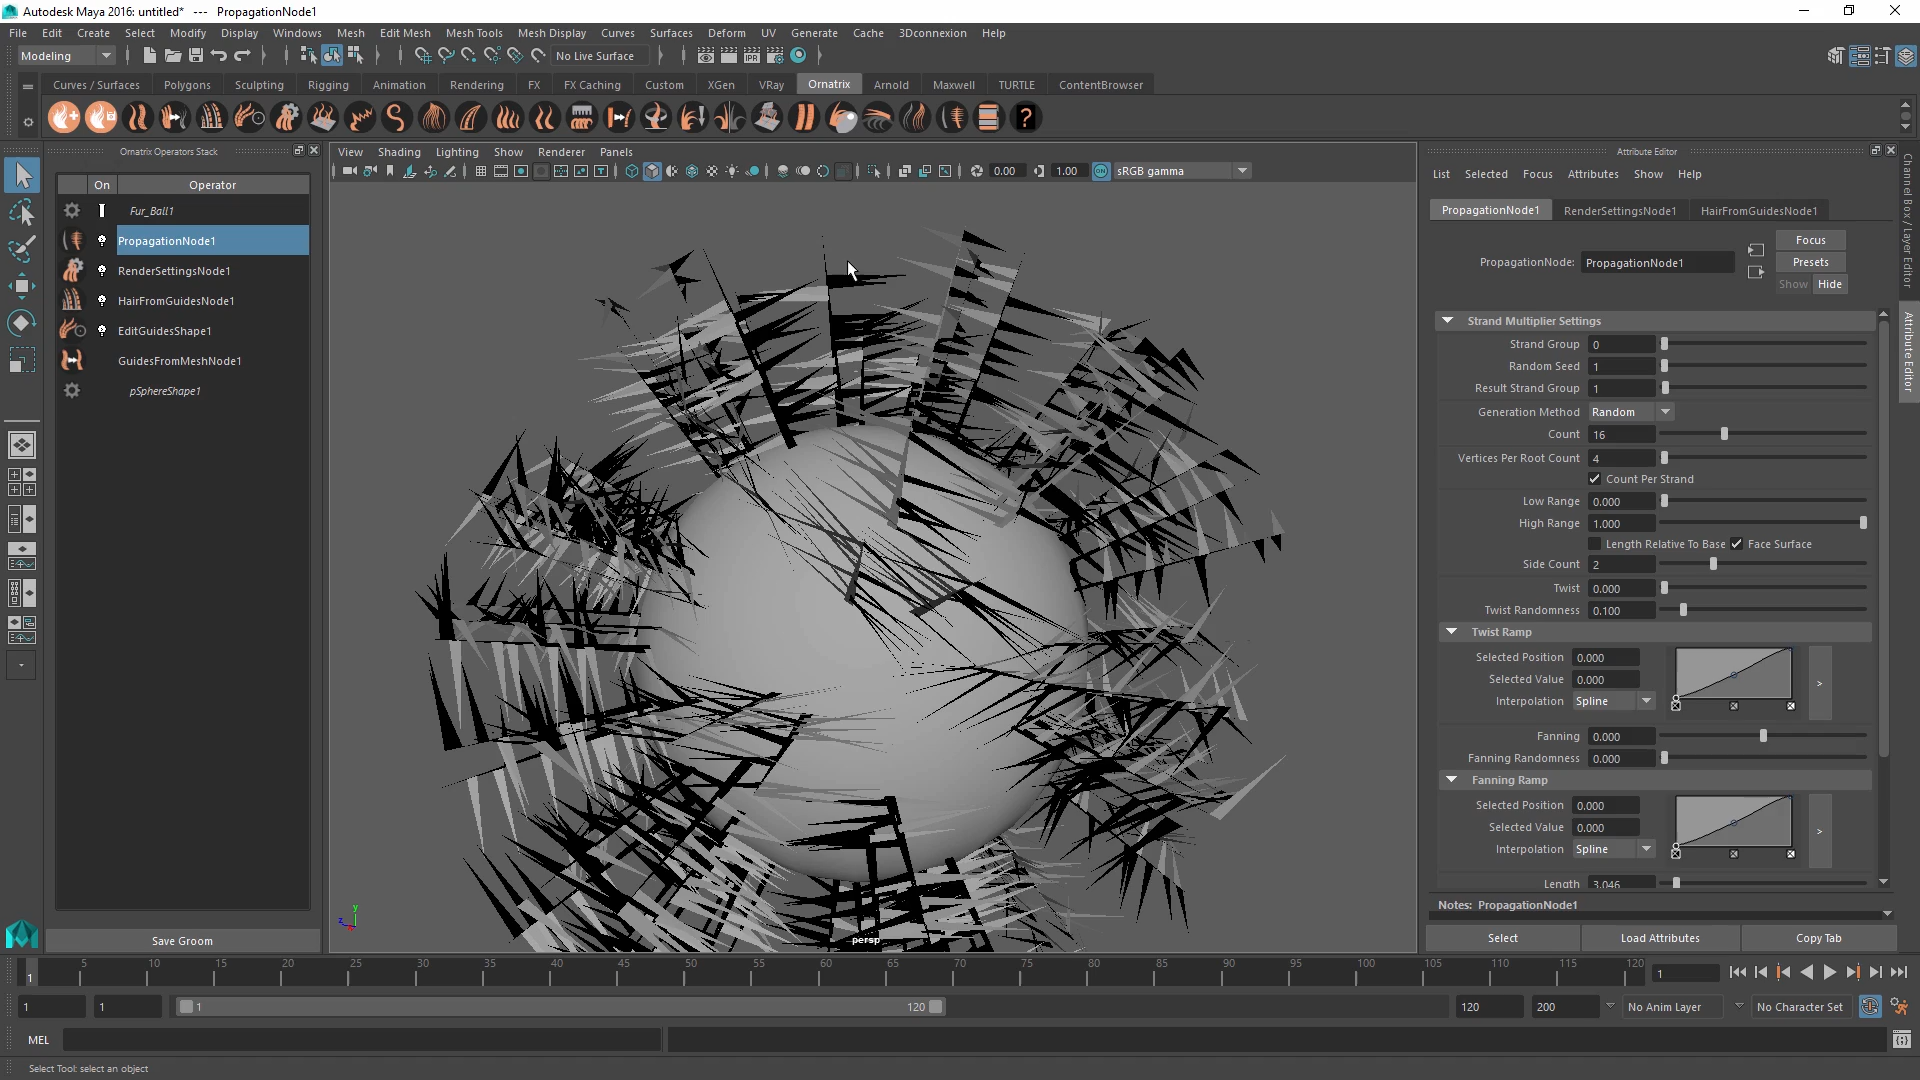 Autodesk Maya 2016: untitled*   ---   PropagationNode1
File Edit Create Select Modify Display Windows Mesh Edit Mesh Mesh Tools Mesh Display Curves Surfaces Deform UV Generate Cache 3Dconnexion Help
Modeling No Live Surface
Curves / Surfaces Polygons Sculpting Rigging Animation Rendering FX FX Caching Custom XGen VRay Ornatrix Arnold Maxwell TURTLE ContentBrowser
Ornatrix Operators Stack
On Operator
Fur_Ball1
PropagationNode1
RenderSettingsNode1
HairFromGuidesNode1
EditGuidesShape1
GuidesFromMeshNode1
pSphereShape1
Save Groom
View Shading Lighting Show Renderer Panels
0.00 1.00 ON sRGB gamma
persp
y
z
Attribute Editor
List Selected Focus Attributes Show Help
PropagationNode1 RenderSettingsNode1 HairFromGuidesNode1
PropagationNode: PropagationNode1
Focus
Presets
Show Hide
Strand Multiplier Settings
Strand Group 0
Random Seed 1
Result Strand Group 1
Generation Method Random
Count 16
Vertices Per Root Count 4
Count Per Strand
Low Range 0.000
High Range 1.000
Length Relative To Base Face Surface
Side Count 2
Twist 0.000
Twist Randomness 0.100
Twist Ramp
Selected Position 0.000
Selected Value 0.000
Interpolation Spline
>
Fanning 0.000
Fanning Randomness 0.000
Fanning Ramp
Selected Position 0.000
Selected Value 0.000
Interpolation Spline
>
Length 3.046
Notes: PropagationNode1
Select Load Attributes Copy Tab
Channel Box / Layer Editor
Attribute Editor
1 5 10 15 20 25 30 35 40 45 50 55 60 65 70 75 80 85 90 95 100 105 110 115 120 1
1 1 1 120 120 200 No Anim Layer No Character Set
MEL
Select Tool: select an object